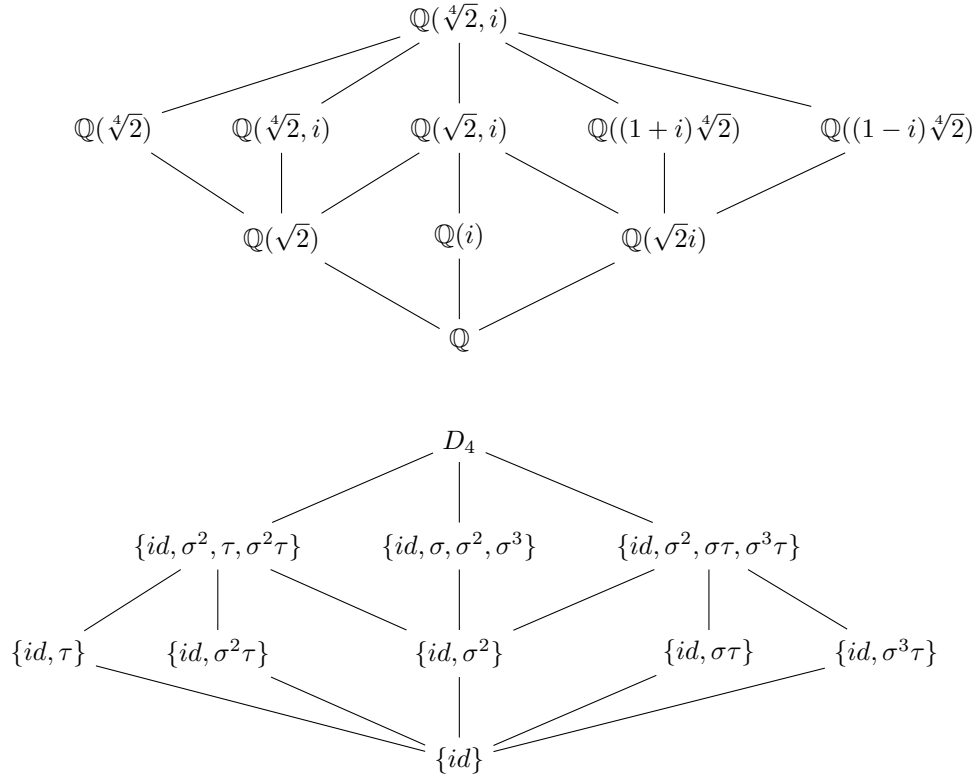 ℚ(∜2, i)
ℚ(∜2) ℚ(∜2, i) ℚ(√2, i) ℚ((1 + i)∜2) ℚ((1 − i)∜2)
ℚ(√2) ℚ(i) ℚ(√2i)
ℚ
D₄
{id, σ², τ, σ²τ} {id, σ, σ², σ³} {id, σ², στ, σ³τ}
{id, τ} {id, σ²τ} {id, σ²} {id, στ} {id, σ³τ}
{id}